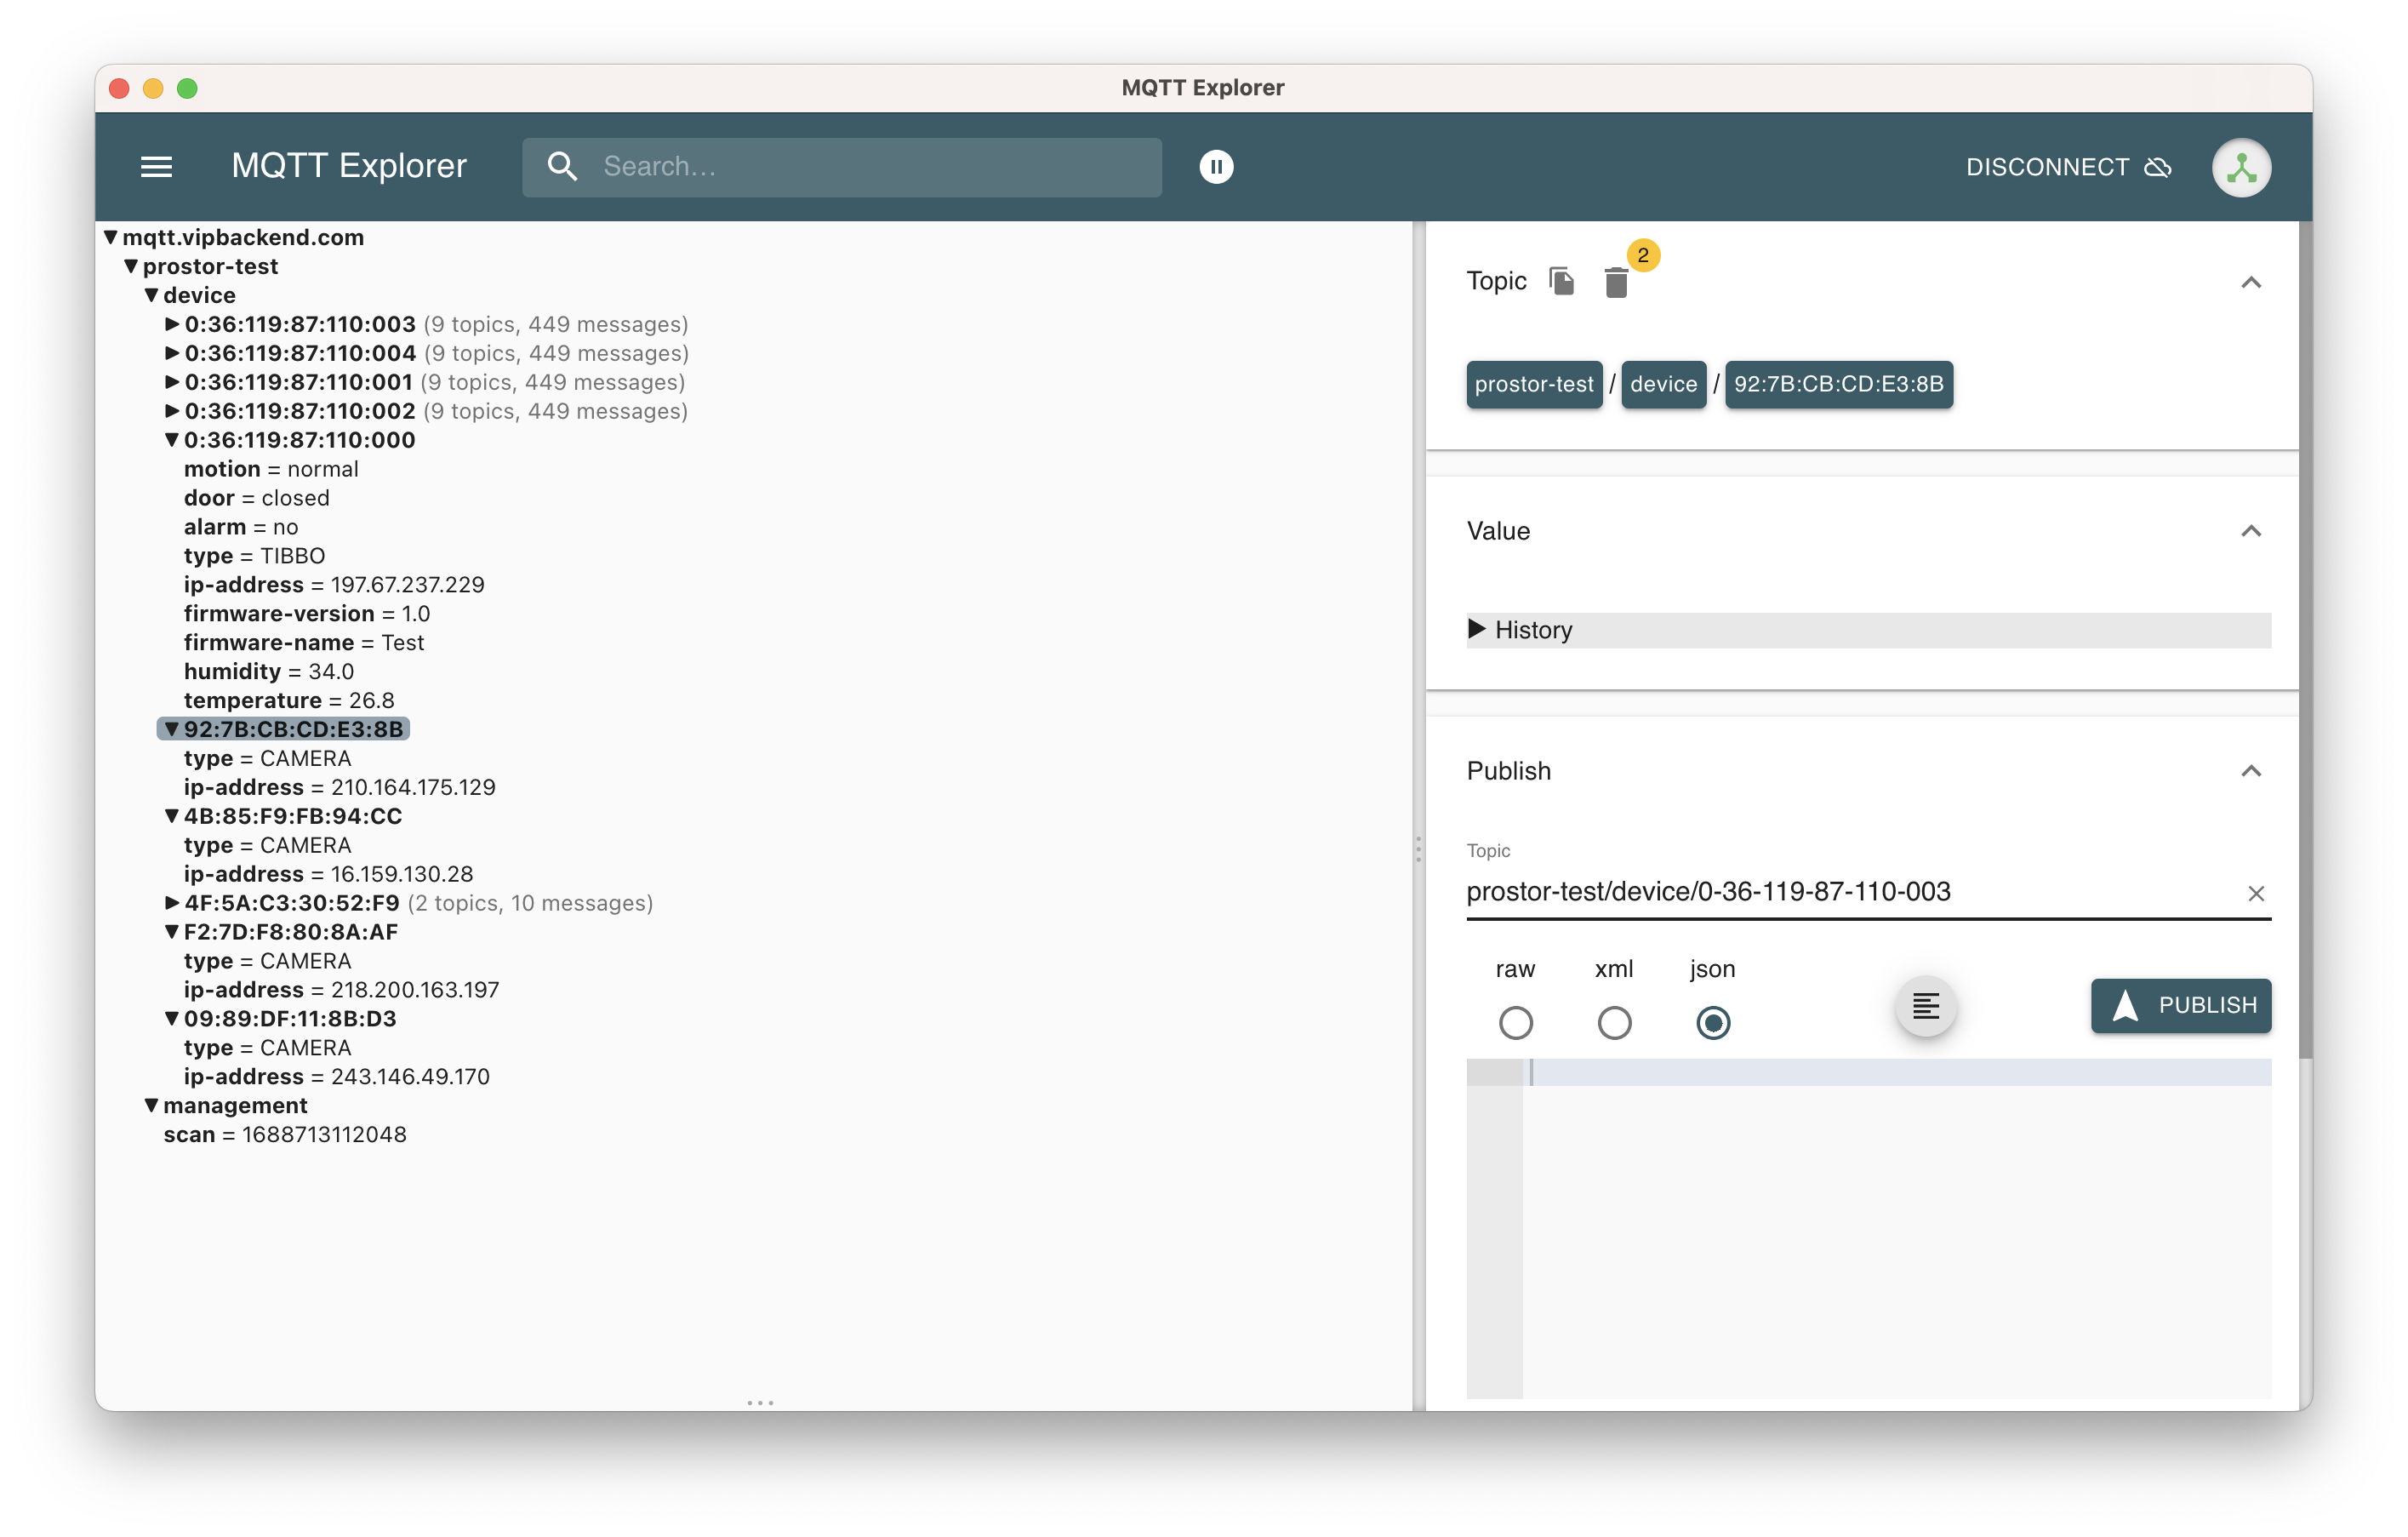 MQTT Explorer
MQTT Explorer
Search...
DISCONNECT
mqtt.vipbackend.com
prostor-test
device
0:36:119:87:110:003 (9 topics, 449 messages)
0:36:119:87:110:004 (9 topics, 449 messages)
0:36:119:87:110:001 (9 topics, 449 messages)
0:36:119:87:110:002 (9 topics, 449 messages)
0:36:119:87:110:000
motion = normal
door = closed
alarm = no
type = TIBBO
ip-address = 197.67.237.229
firmware-version = 1.0
firmware-name = Test
humidity = 34.0
temperature = 26.8
92:7B:CB:CD:E3:8B
type = CAMERA
ip-address = 210.164.175.129
4B:85:F9:FB:94:CC
type = CAMERA
ip-address = 16.159.130.28
4F:5A:C3:30:52:F9 (2 topics, 10 messages)
F2:7D:F8:80:8A:AF
type = CAMERA
ip-address = 218.200.163.197
09:89:DF:11:8B:D3
type = CAMERA
ip-address = 243.146.49.170
management
scan = 1688713112048
Topic 2
prostor-test / device / 92:7B:CB:CD:E3:8B
Value
History
Publish
Topic
prostor-test/device/0-36-119-87-110-003
raw xml json
PUBLISH